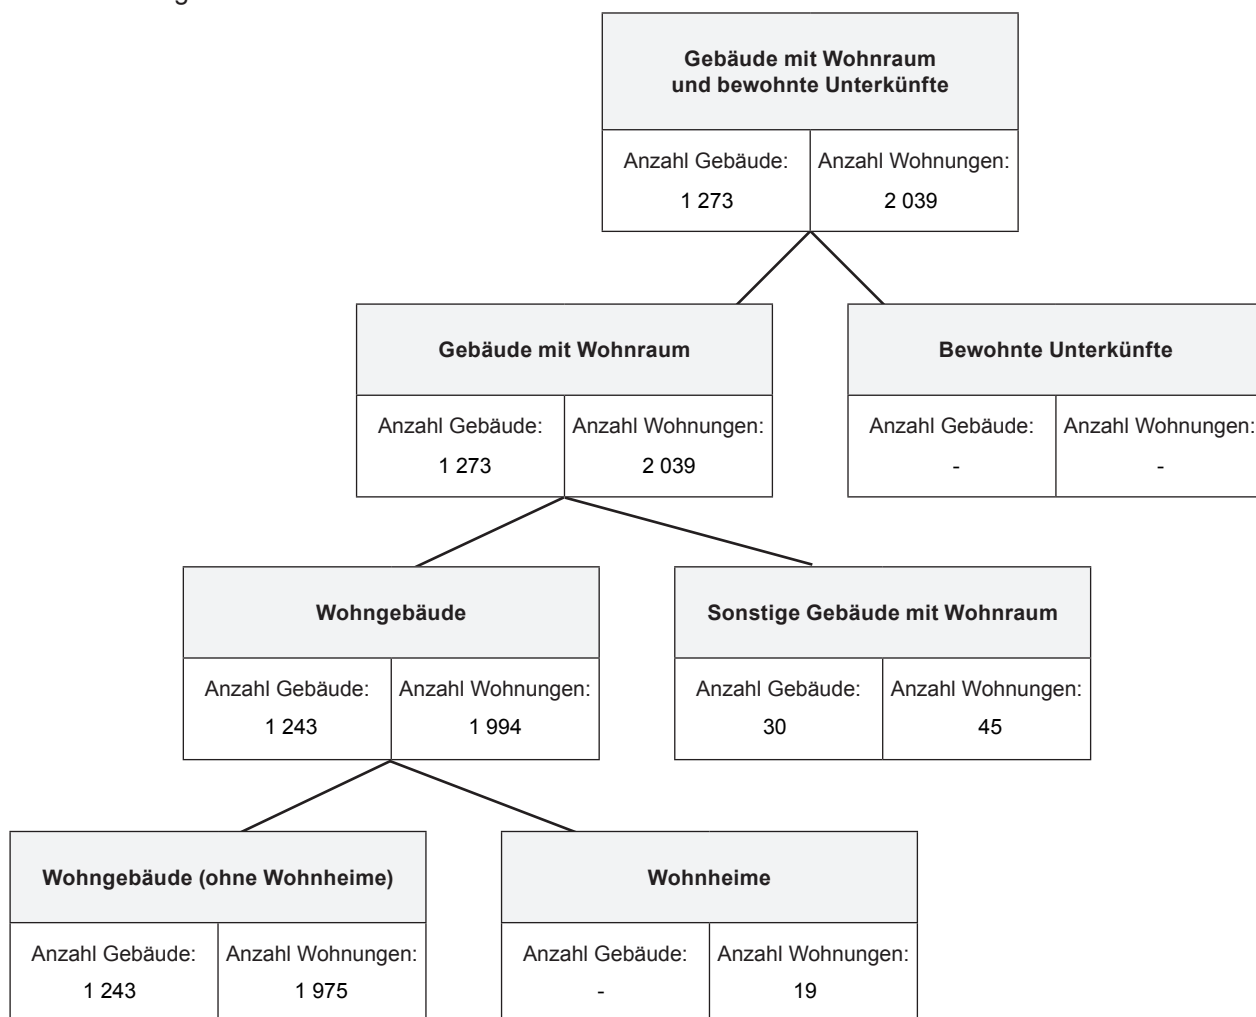 Gebäude mit Wohnraum
und bewohnte Unterkünfte
Anzahl Gebäude: Anzahl Wohnungen:
1 273 2 039
Gebäude mit Wohnraum Bewohnte Unterkünfte
Anzahl Gebäude: Anzahl Wohnungen: Anzahl Gebäude: Anzahl Wohnungen:
1 273 2 039 - -
Wohngebäude Sonstige Gebäude mit Wohnraum
Anzahl Gebäude: Anzahl Wohnungen: Anzahl Gebäude: Anzahl Wohnungen:
1 243 1 994 30 45
Wohngebäude (ohne Wohnheime) Wohnheime
Anzahl Gebäude: Anzahl Wohnungen: Anzahl Gebäude: Anzahl Wohnungen:
1 243 1 975 - 19